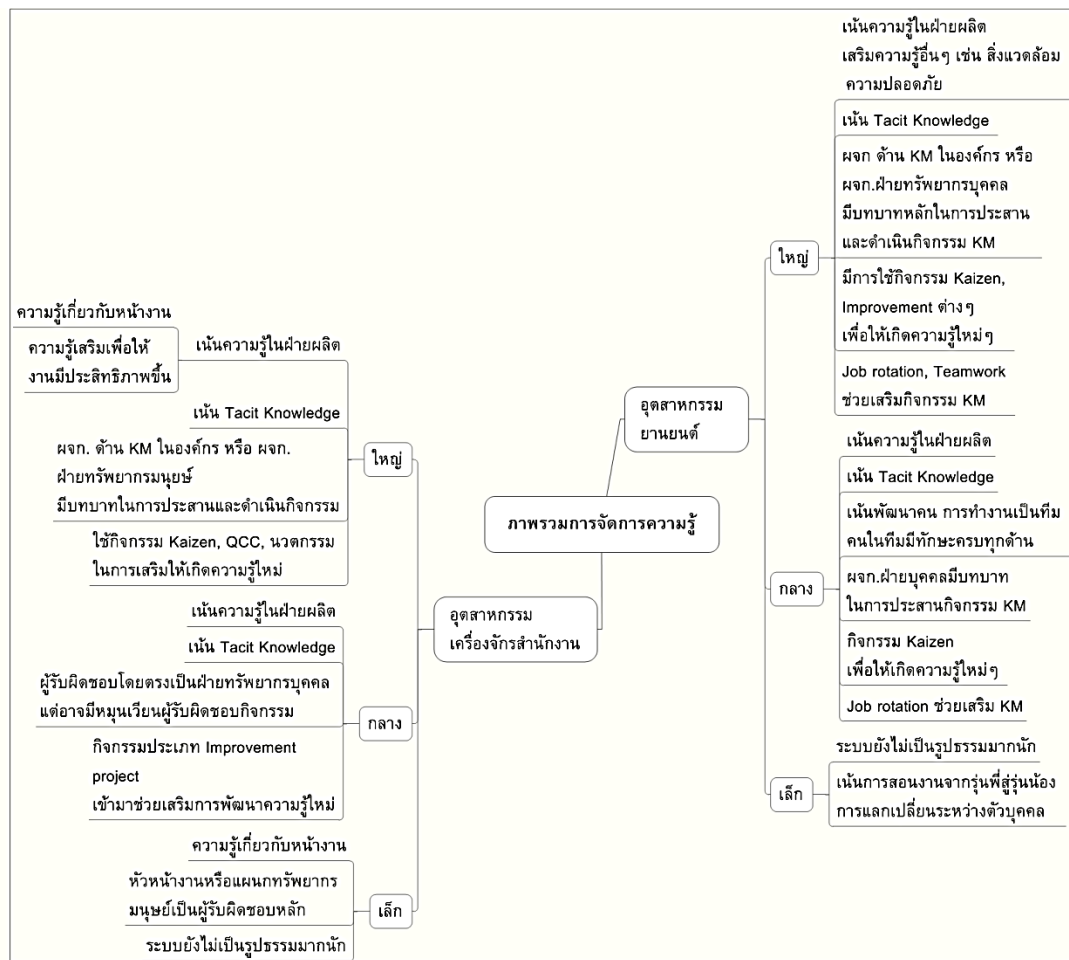 ภาพรวมการจัดการความรู้
อุตสาหกรรม
ยานยนต์
ใหญ่
เน้นความรู้ในฝ่ายผลิต
เสริมความรู้อื่นๆ เช่น สิ่งแวดล้อม
ความปลอดภัย
เน้น Tacit Knowledge
ผจก ด้าน KM ในองค์กร หรือ
ผจก.ฝ่ายทรัพยากรบุคคล
มีบทบาทหลักในการประสาน
และดำเนินกิจกรรม KM
มีการใช้กิจกรรม Kaizen,
Improvement ต่างๆ
เพื่อให้เกิดความรู้ใหม่ๆ
Job rotation, Teamwork
ช่วยเสริมกิจกรรม KM
กลาง
เน้นความรู้ในฝ่ายผลิต
เน้น Tacit Knowledge
เน้นพัฒนาคน การทำงานเป็นทีม
คนในทีมมีทักษะครบทุกด้าน
ผจก.ฝ่ายบุคคลมีบทบาท
ในการประสานกิจกรรม KM
กิจกรรม Kaizen
เพื่อให้เกิดความรู้ใหม่ๆ
Job rotation ช่วยเสริม KM
เล็ก
ระบบยังไม่เป็นรูปธรรมมากนัก
เน้นการสอนงานจากรุ่นพี่สู่รุ่นน้อง
การแลกเปลี่ยนระหว่างตัวบุคคล
อุตสาหกรรม
เครื่องจักรสำนักงาน
ใหญ่
เน้นความรู้ในฝ่ายผลิต
ความรู้เกี่ยวกับหน้างาน
ความรู้เสริมเพื่อให้
งานมีประสิทธิภาพขึ้น
เน้น Tacit Knowledge
ผจก. ด้าน KM ในองค์กร หรือ ผจก.
ฝ่ายทรัพยากรมนุยษ์
มีบทบาทในการประสานและดำเนินกิจกรรม
ใช้กิจกรรม Kaizen, QCC, นวตกรรม
ในการเสริมให้เกิดความรู้ใหม่
กลาง
เน้นความรู้ในฝ่ายผลิต
เน้น Tacit Knowledge
ผู้รับผิดชอบโดยตรงเป็นฝ่ายทรัพยากรบุคคล
แต่อาจมีหมุนเวียนผู้รับผิดชอบกิจกรรม
กิจกรรมประเภท Improvement
project
เข้ามาช่วยเสริมการพัฒนาความรู้ใหม่
เล็ก
ความรู้เกี่ยวกับหน้างาน
หัวหน้างานหรือแผนกทรัพยากร
มนุษย์เป็นผู้รับผิดชอบหลัก
ระบบยังไม่เป็นรูปธรรมมากนัก